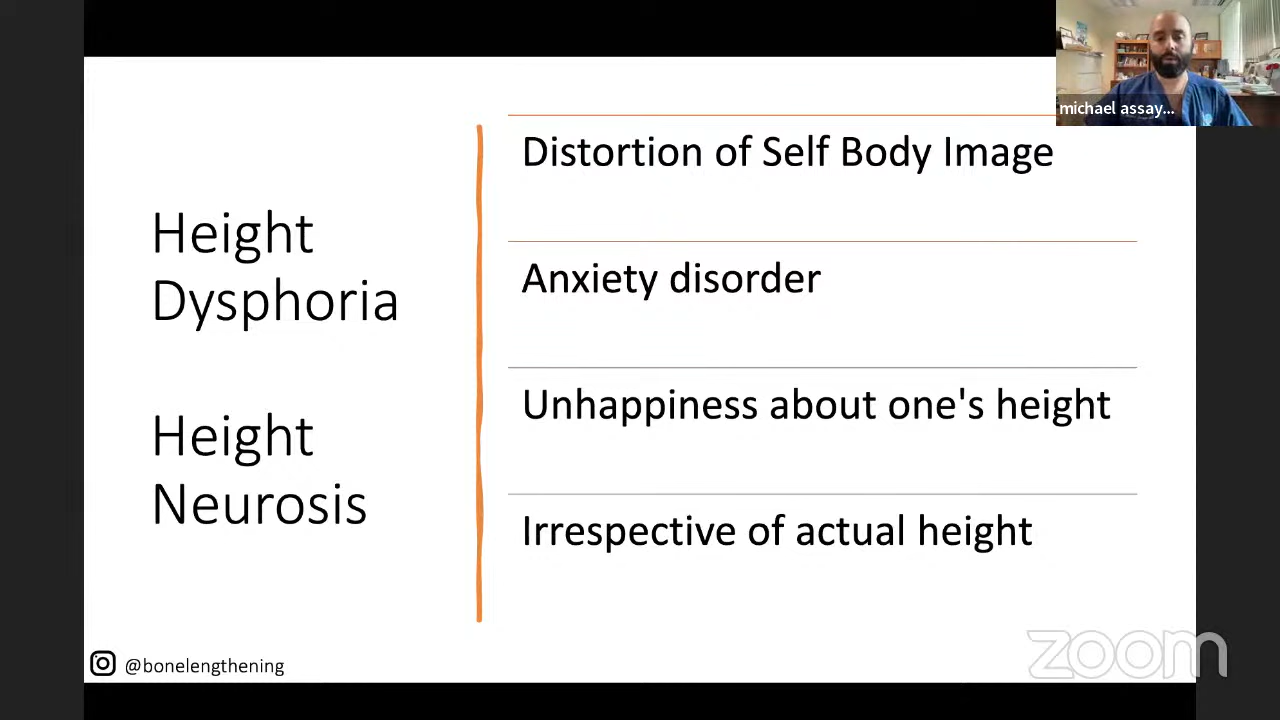 michael assay...
Height
Dysphoria
Height
Neurosis
Distortion of Self Body Image
Anxiety disorder
Unhappiness about one's height
Irrespective of actual height
@bonelengthening
zoom